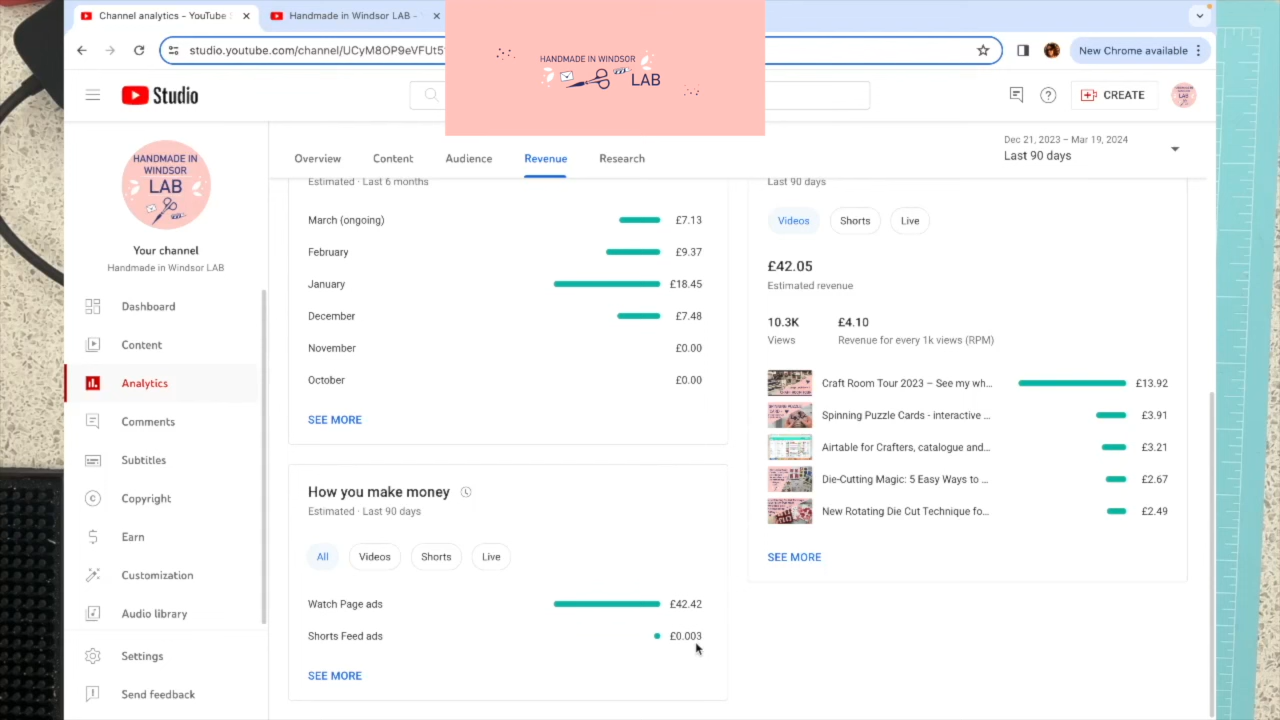 Channel analytics - YouTube S
Handmade in Windsor LAB -
studio.youtube.com/channel/UCyM8OP9eVFUt5
New Chrome available
HANDMADE IN WINDSOR
LAB
Studio
CREATE
LAB
Overview
Content
Audience
Revenue
Research
Dec 21, 2023 – Mar 19, 2024
Last 90 days
HANDMADE IN
WINDSOR
LAB
Your channel
Handmade in Windsor LAB
Dashboard
Content
Analytics
Comments
Subtitles
Copyright
Earn
Customization
Audio library
Settings
Send feedback
Estimated · Last 6 months
March (ongoing) £7.13
February £9.37
January £18.45
December £7.48
November £0.00
October £0.00
SEE MORE
How you make money
Estimated · Last 90 days
All Videos Shorts Live
Watch Page ads £42.42
Shorts Feed ads £0.003
SEE MORE
Last 90 days
Videos Shorts Live
£42.05
Estimated revenue
10.3K £4.10
Views Revenue for every 1k views (RPM)
Craft Room Tour 2023 – See my wh... £13.92
Spinning Puzzle Cards - interactive ... £3.91
Airtable for Crafters, catalogue and... £3.21
Die-Cutting Magic: 5 Easy Ways to ... £2.67
New Rotating Die Cut Technique fo... £2.49
SEE MORE